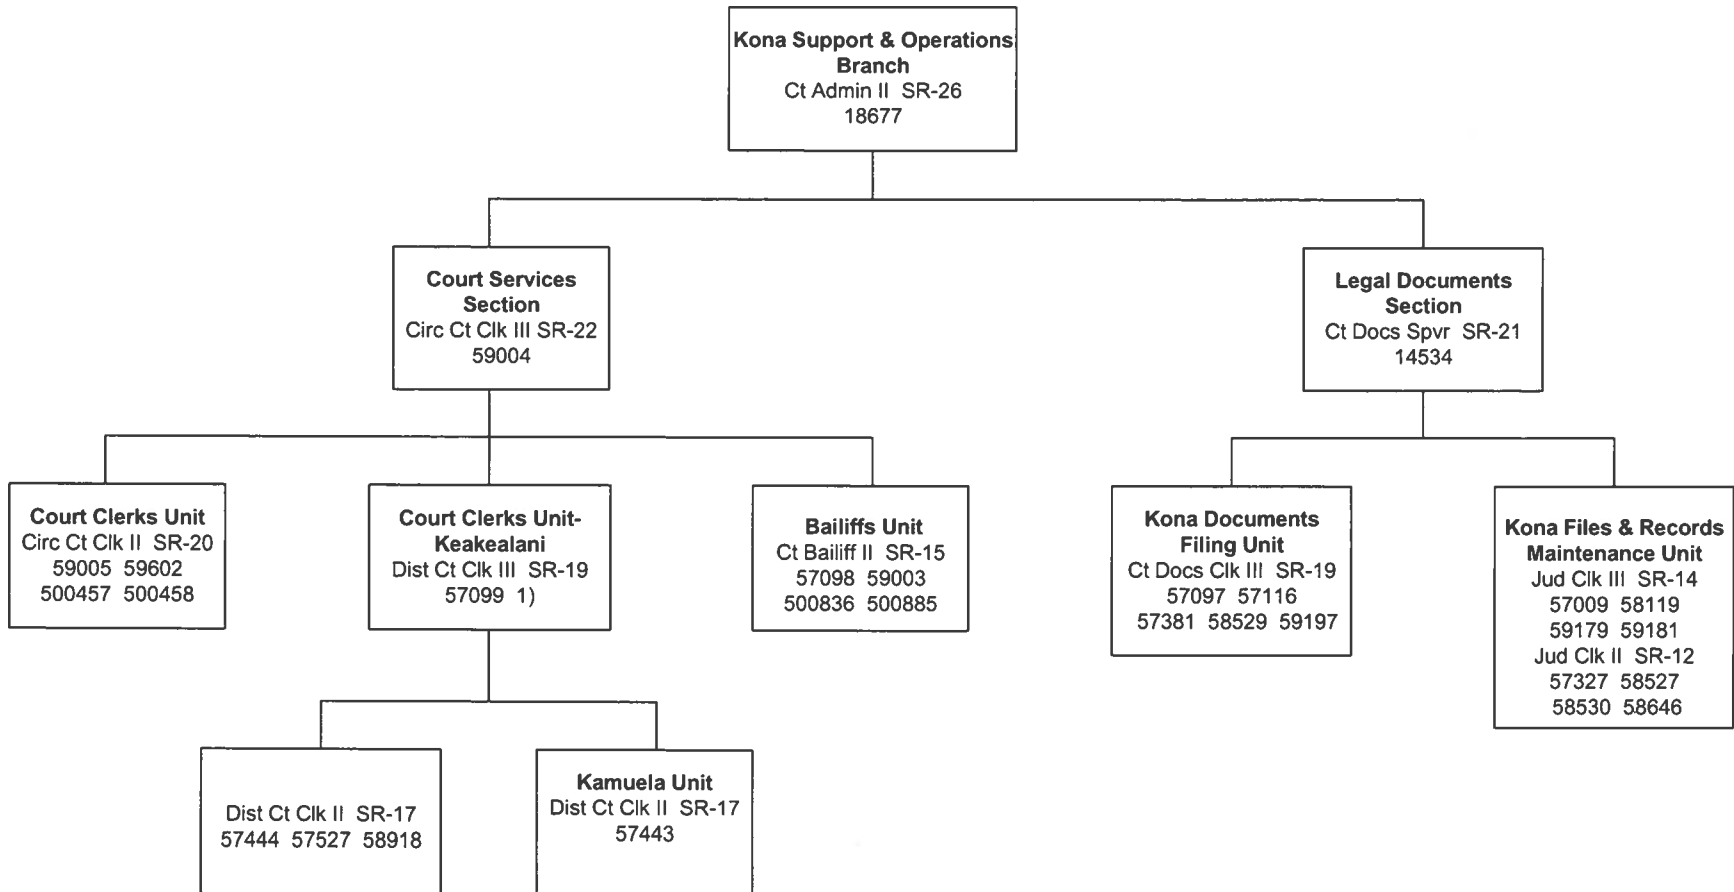 Kona Support & Operations
Branch
Ct Admin II SR-26
18677
Court Services
Section
Circ Ct Clk III SR-22
59004
Legal Documents
Section
Ct Docs Spvr SR-21
14534
Court Clerks Unit
Circ Ct Clk II SR-20
59005 59602
500457 500458
Court Clerks Unit-
Keakealani
Dist Ct Clk III SR-19
57099 1)
Bailiffs Unit
Ct Bailiff II SR-15
57098 59003
500836 500885
Kona Documents
Filing Unit
Ct Docs Clk III SR-19
57097 57116
57381 58529 59197
Kona Files & Records
Maintenance Unit
Jud Clk III SR-14
57009 58119
59179 59181
Jud Clk II SR-12
57327 58527
58530 58646
Dist Ct Clk II SR-17
57444 57527 58918
Kamuela Unit
Dist Ct Clk II SR-17
57443